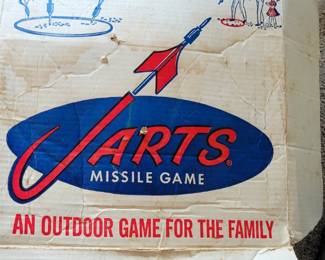 JARTS®
MISSILE GAME
AN OUTDOOR GAME FOR THE FAMILY